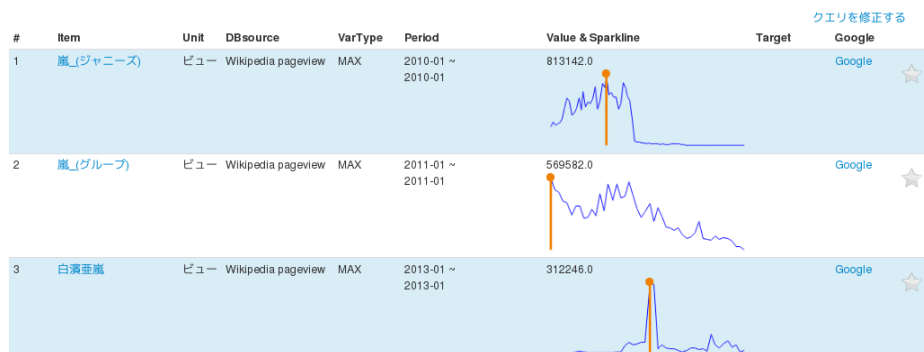 クエリを修正する
# Item Unit DBsource VarType Period Value & Sparkline Target Google
1 嵐_(ジャニーズ) ビュー Wikipedia pageview MAX 2010-01 ~ 813142.0 Google
2010-01
2 嵐_(グループ) ビュー Wikipedia pageview MAX 2011-01 ~ 569582.0 Google
2011-01
3 白濱亜嵐 ビュー Wikipedia pageview MAX 2013-01 ~ 312246.0 Google
2013-01